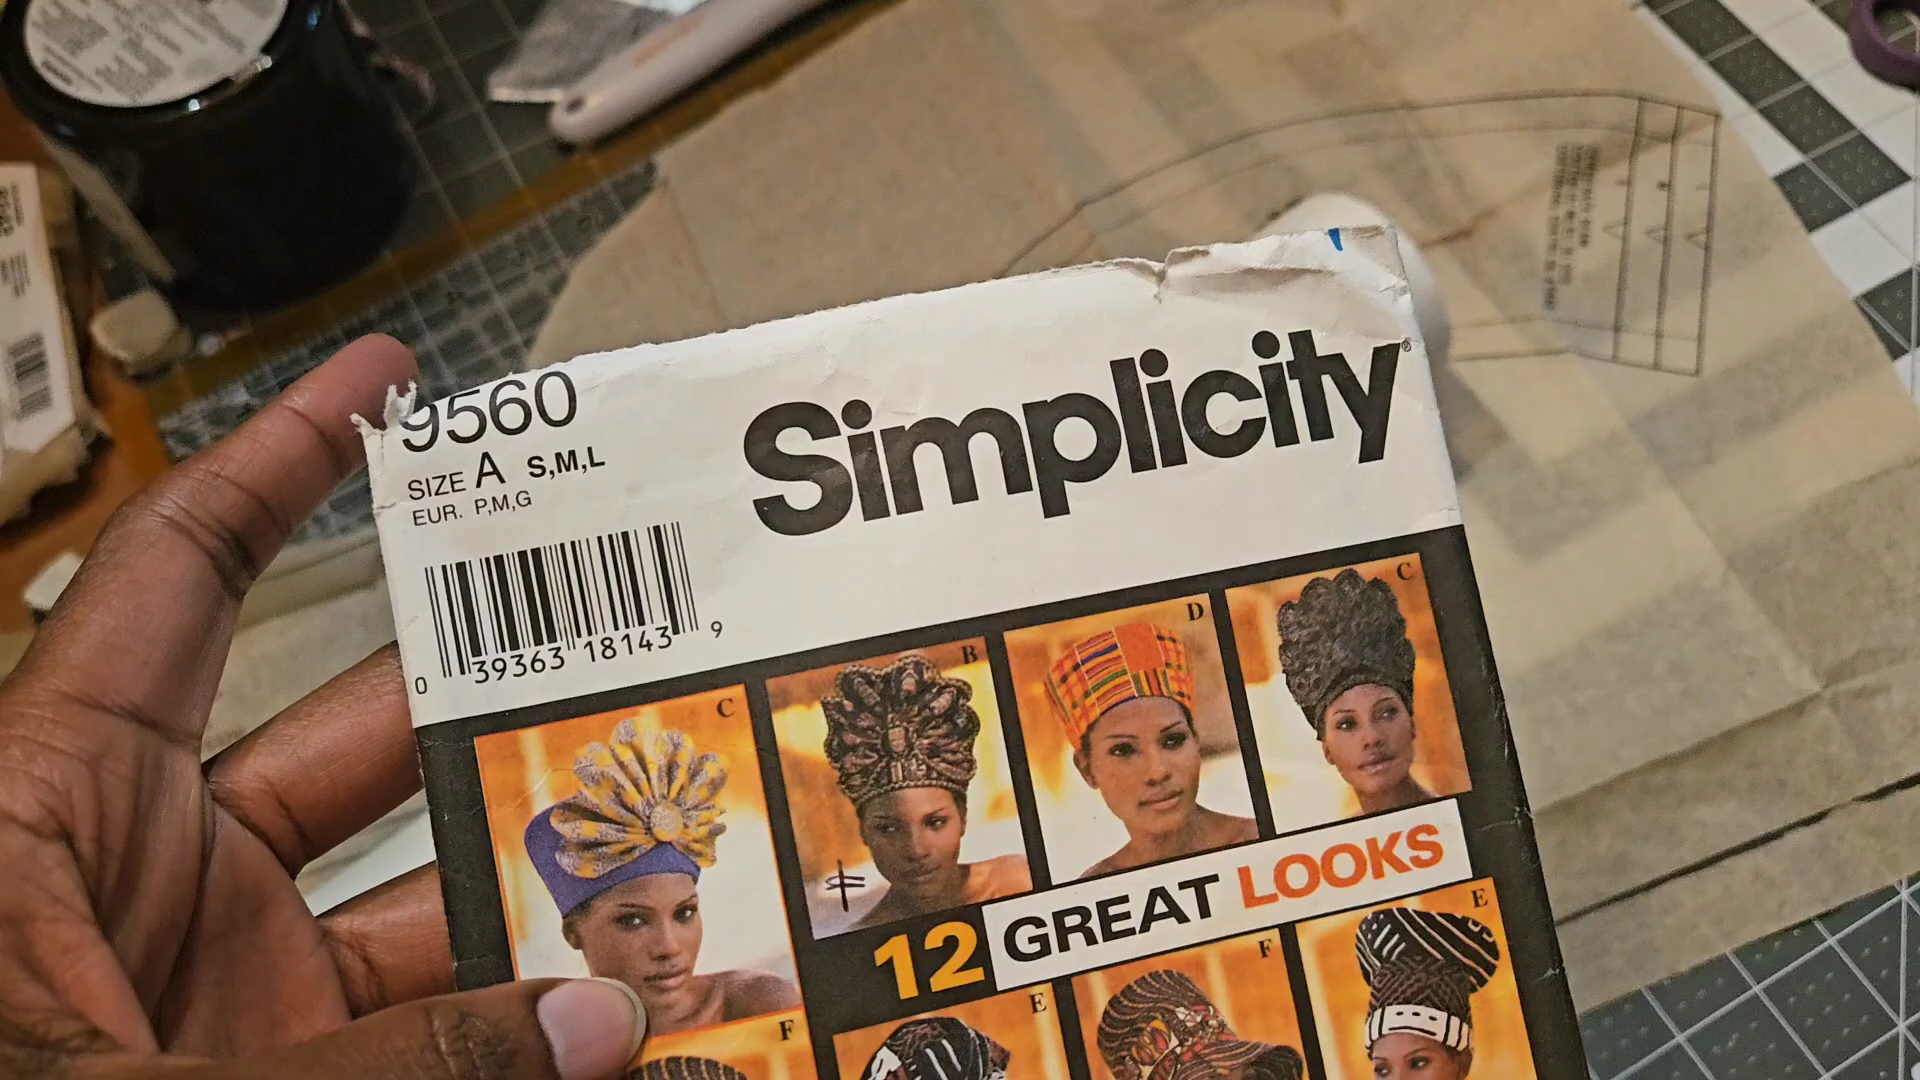 9560
SIZE A S,M,L
EUR. P,M,G
Simplicity®
0 39363 18143 9
C
B
D
C
12 GREAT LOOKS
F
E
F
E